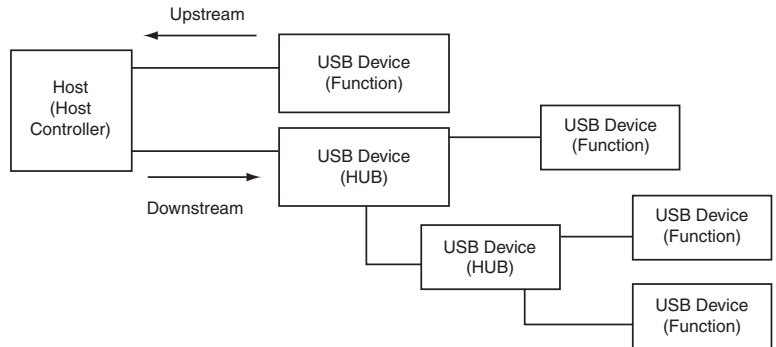 Upstream
Host
(Host
Controller)
USB Device
(Function)
USB Device
(HUB)
USB Device
(Function)
Downstream
USB Device
(HUB)
USB Device
(Function)
USB Device
(Function)